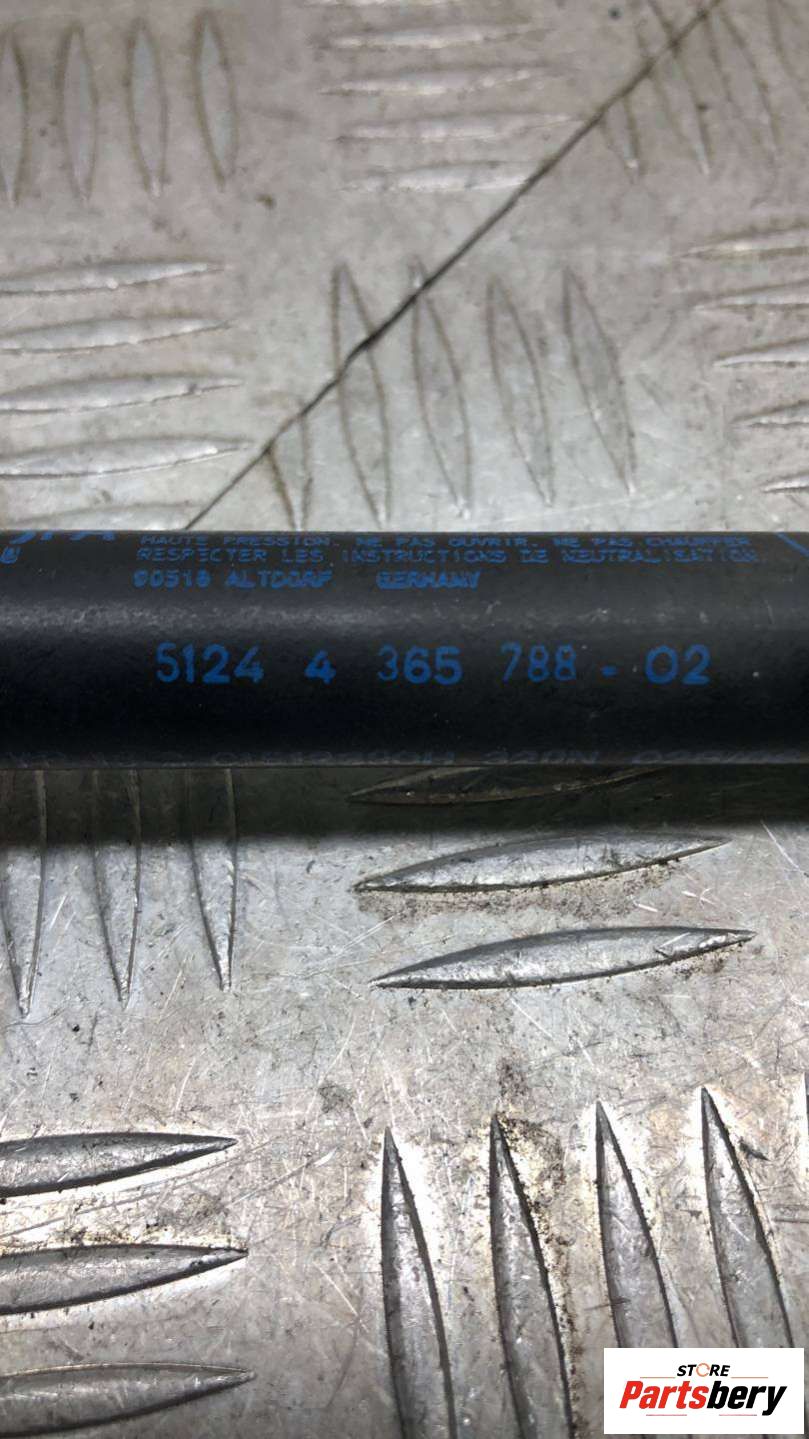 HAUTE PRESSION. NE PAS OUVRIR. NE PAS CHAUFFER
RESPECTER LES INSTRUCTIONS DE NEUTRALISATION.
90518 ALTDORF GERMANY
5124 4 365 788 - 02
STORE
Partsbery